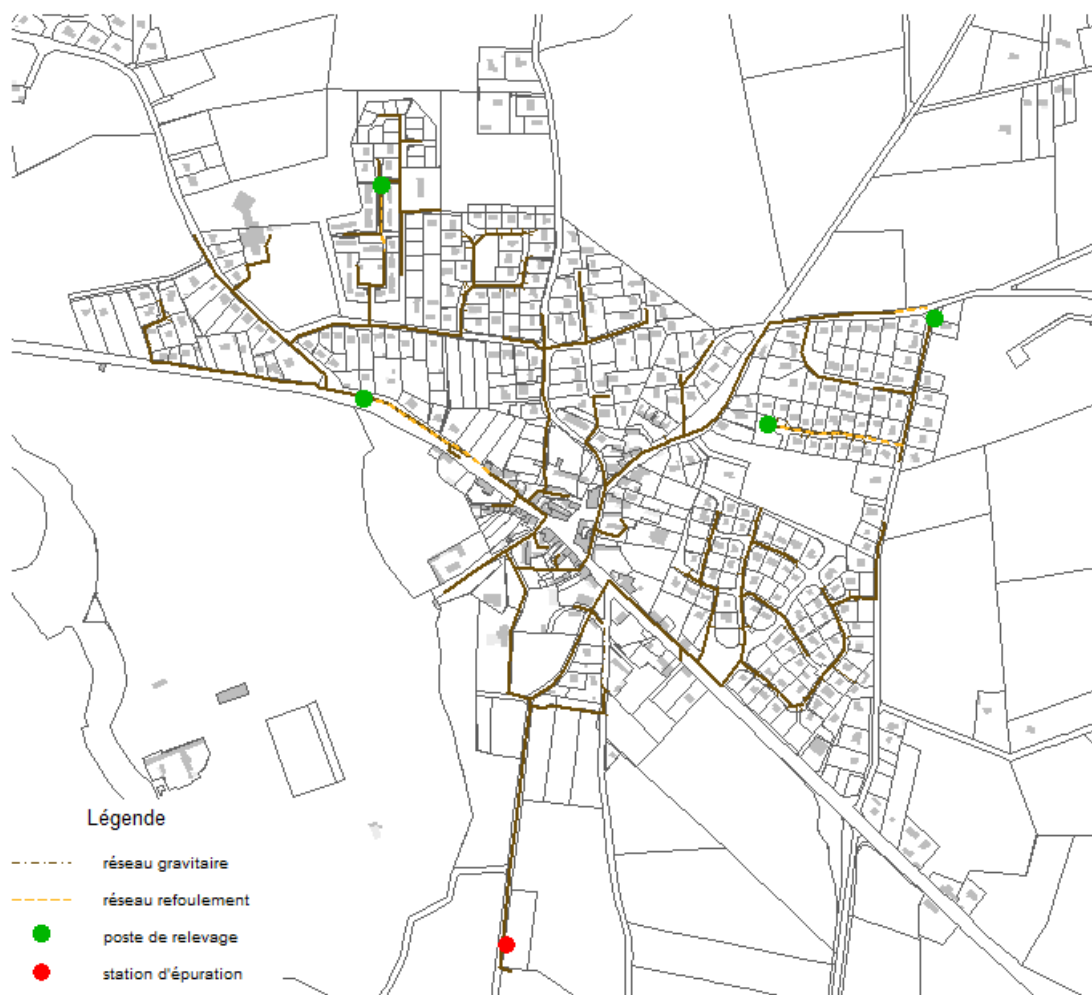 Légende
réseau gravitaire
réseau refoulement
poste de relevage
station d'épuration